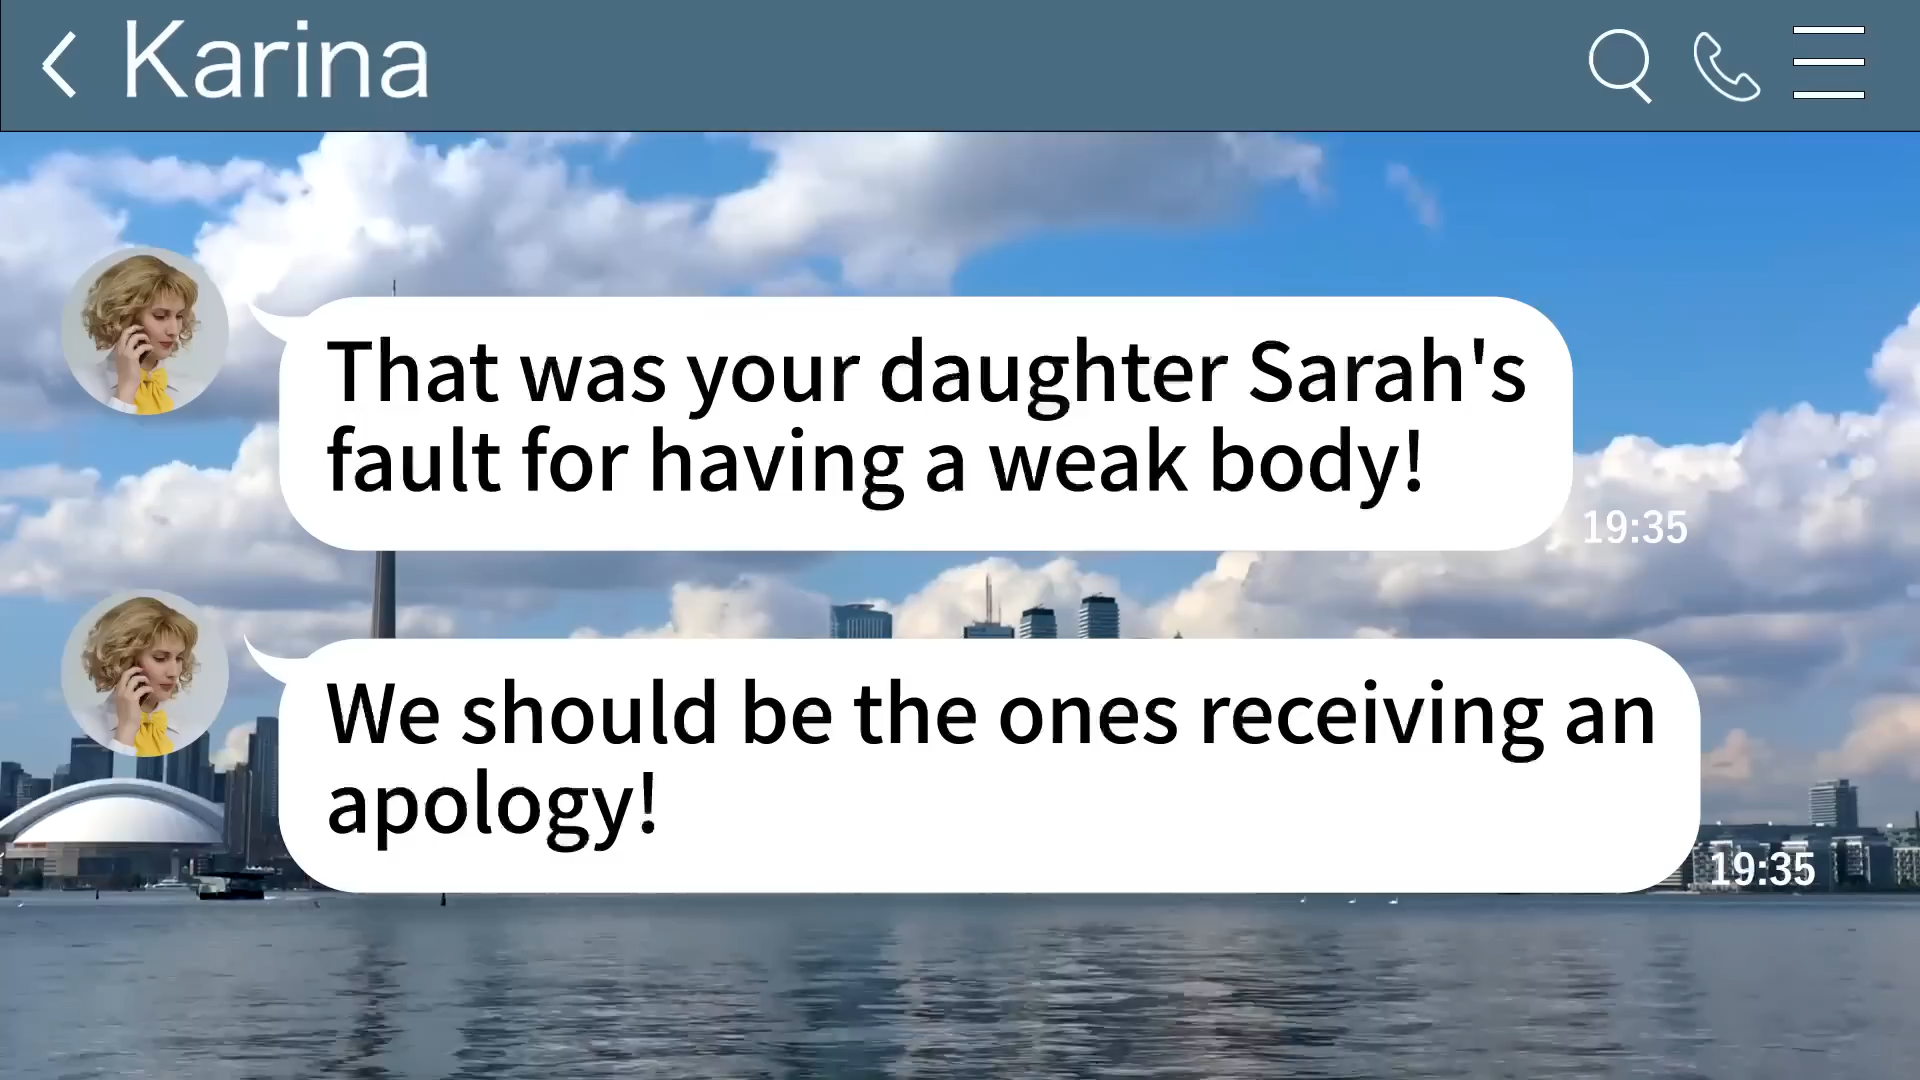 Karina
That was your daughter Sarah's
fault for having a weak body!
19:35
We should be the ones receiving an
apology!
19:35